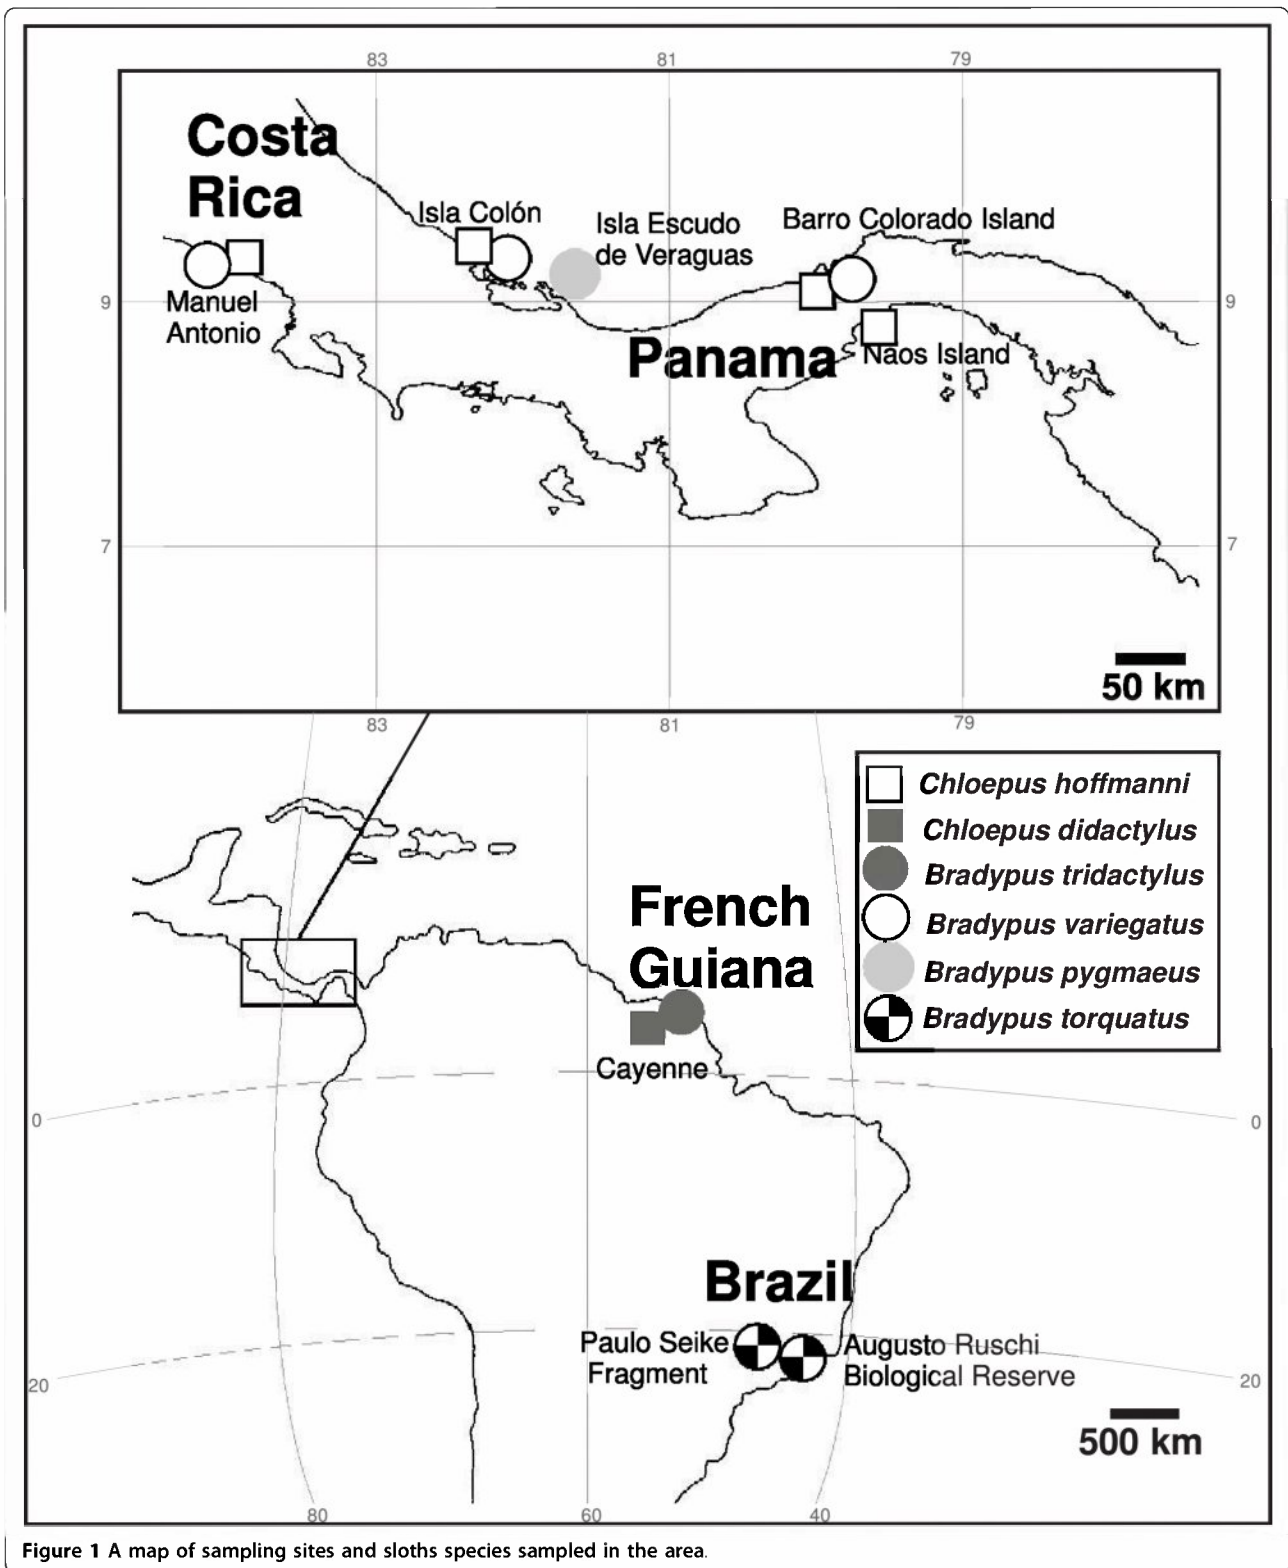 83 81 79
Costa
Rica
Isla Colón
Isla Escudo
de Veraguas
Barro Colorado Island
Manuel
Antonio
9 9
Panama
Naos Island
7 7
50 km
83 81 79
Chloepus hoffmanni
Chloepus didactylus
Bradypus tridactylus
Bradypus variegatus
Bradypus pygmaeus
Bradypus torquatus
French
Guiana
Cayenne
0 0
Brazil
Paulo Seike
Fragment
Augusto Ruschi
Biological Reserve
20 20
500 km
80 60 40
Figure 1 A map of sampling sites and sloths species sampled in the area.